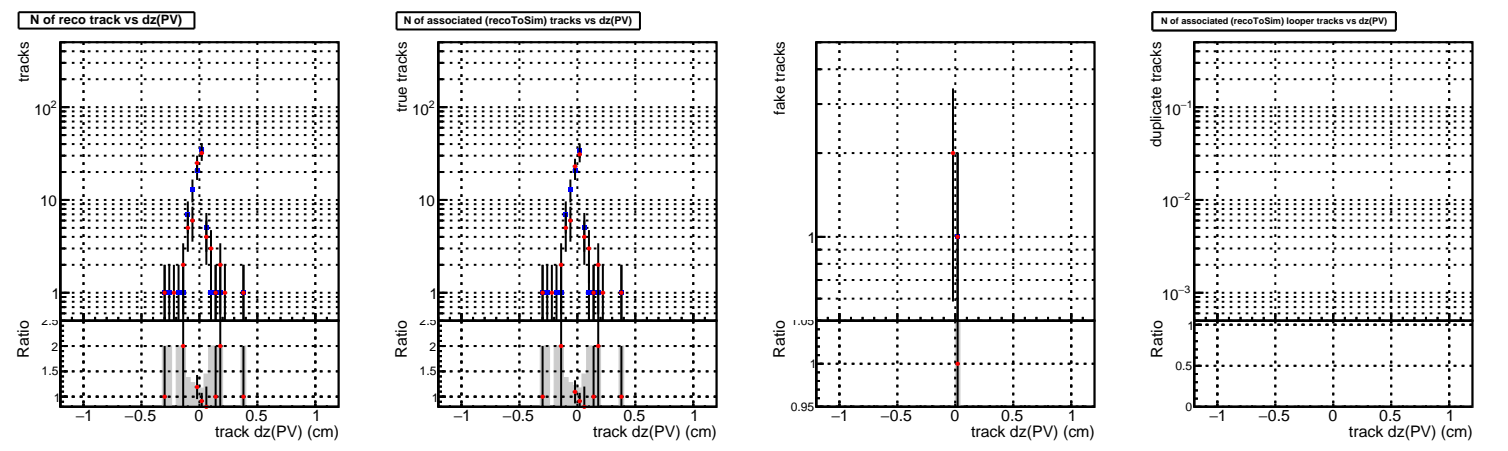 N of reco track vs dz(PV)
tracks
10²
10
1
2.5
2
1.5
1
Ratio
−1 −0.5 0 0.5 1
track dz(PV) (cm)
N of associated (recoToSim) tracks vs dz(PV)
true tracks
10²
10
1
2.5
2
1.5
1
Ratio
−1 −0.5 0 0.5 1
track dz(PV) (cm)
fake tracks
1
1.05
1
0.95
Ratio
−1 −0.5 0 0.5 1
track dz(PV) (cm)
N of associated (recoToSim) looper tracks vs dz(PV)
duplicate tracks
10⁻¹
10⁻²
10⁻³
1
0.5
0
Ratio
−1 −0.5 0 0.5 1
track dz(PV) (cm)